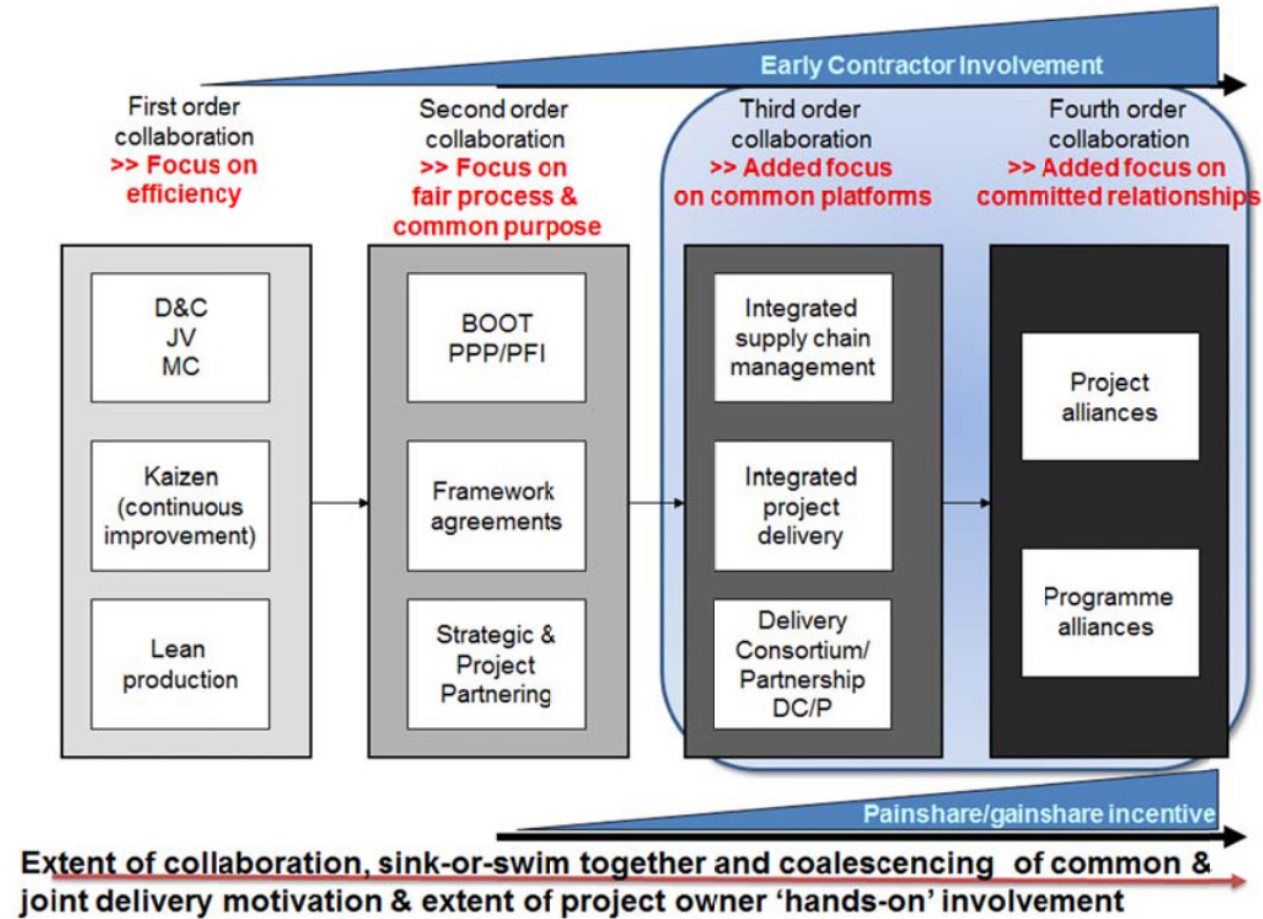 Early Contractor Involvement
First order
collaboration
>> Focus on
efficiency
Second order
collaboration
>> Focus on
fair process &
common purpose
Third order
collaboration
>> Added focus
on common platforms
Fourth order
collaboration
>> Added focus on
committed relationships
D&C
JV
MC
Kaizen
(continuous
improvement)
Lean
production
BOOT
PPP/PFI
Framework
agreements
Strategic &
Project
Partnering
Integrated
supply chain
management
Integrated
project
delivery
Delivery
Consortium/
Partnership
DC/P
Project
alliances
Programme
alliances
Painshare/gainshare incentive
Extent of collaboration, sink-or-swim together and coalescencing of common &
joint delivery motivation & extent of project owner ‘hands-on’ involvement